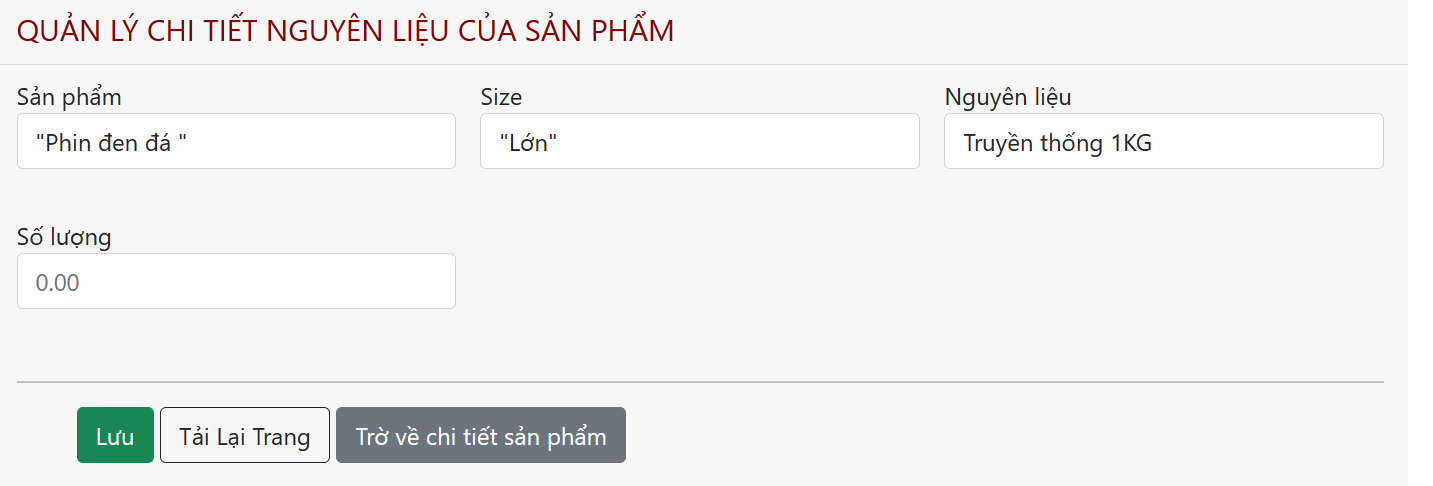 QUẢN LÝ CHI TIẾT NGUYÊN LIỆU CỦA SẢN PHẨM
Sản phẩm
Size
Nguyên liệu
"Phin đen đá "
"Lớn"
Truyền thống 1KG
Số lượng
0.00
Lưu
Tải Lại Trang
Trờ về chi tiết sản phẩm